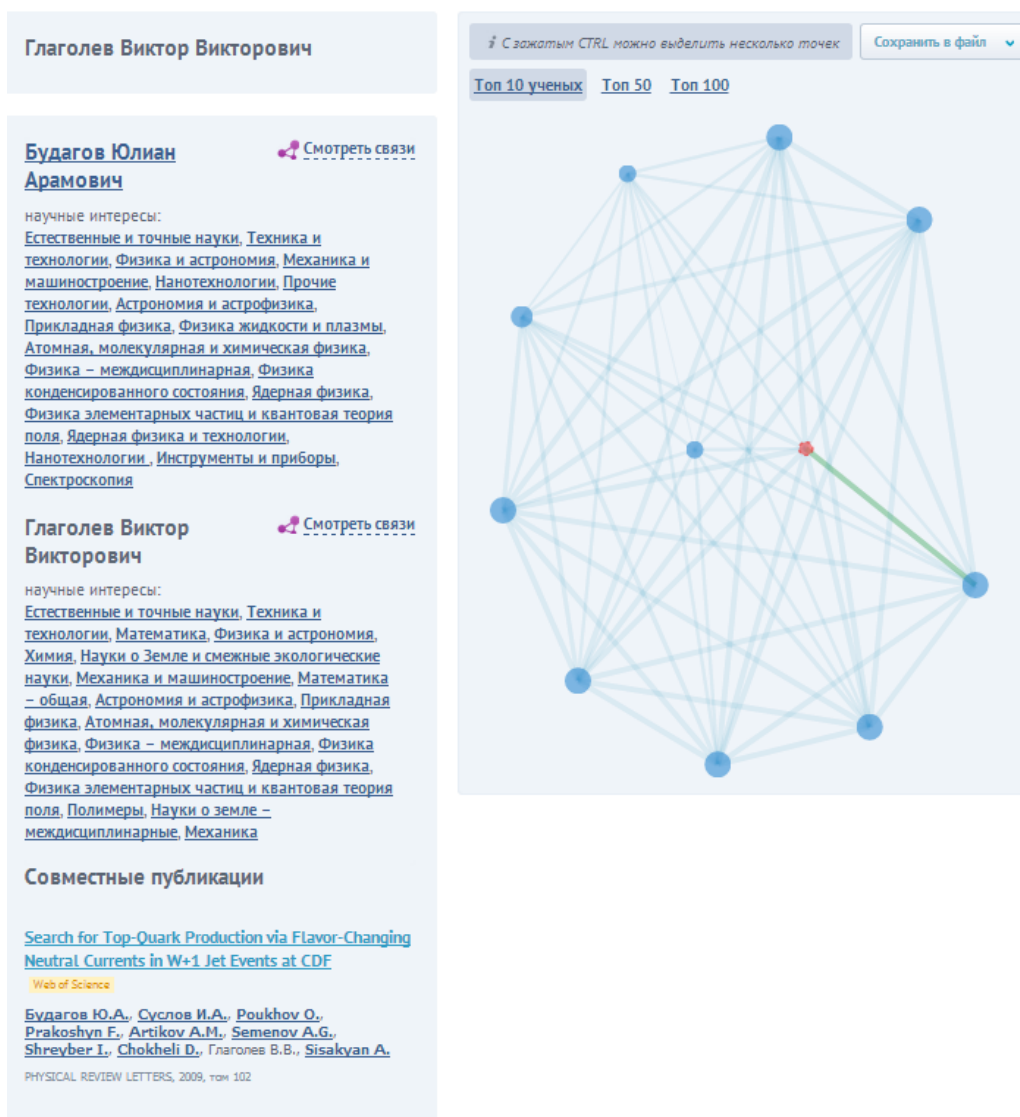 Глаголев Виктор Викторович
Будагов Юлиан
Арамович
Смотреть связи
научные интересы:
Естественные и точные науки, Техника и
технологии, Физика и астрономия, Механика и
машиностроение, Нанотехнологии, Прочие
технологии, Астрономия и астрофизика,
Прикладная физика, Физика жидкости и плазмы,
Атомная, молекулярная и химическая физика,
Физика – междисциплинарная, Физика
конденсированного состояния, Ядерная физика,
Физика элементарных частиц и квантовая теория
поля, Ядерная физика и технологии,
Нанотехнологии , Инструменты и приборы,
Спектроскопия
Глаголев Виктор
Викторович
Смотреть связи
научные интересы:
Естественные и точные науки, Техника и
технологии, Математика, Физика и астрономия,
Химия, Науки о Земле и смежные экологические
науки, Механика и машиностроение, Математика
– общая, Астрономия и астрофизика, Прикладная
физика, Атомная, молекулярная и химическая
физика, Физика – междисциплинарная, Физика
конденсированного состояния, Ядерная физика,
Физика элементарных частиц и квантовая теория
поля, Полимеры, Науки о земле –
междисциплинарные, Механика
Совместные публикации
Search for Top-Quark Production via Flavor-Changing
Neutral Currents in W+1 Jet Events at CDF
Web of Science
Будагов Ю.А., Суслов И.А., Poukhov O.,
Prakoshyn F., Artikov A.M., Semenov A.G.,
Shreyber I., Chokheli D., Глаголев В.В., Sisakyan A.
PHYSICAL REVIEW LETTERS, 2009, том 102
i С зажатым CTRL можно выделить несколько точек
Сохранить в файл
Топ 10 ученых Топ 50 Топ 100